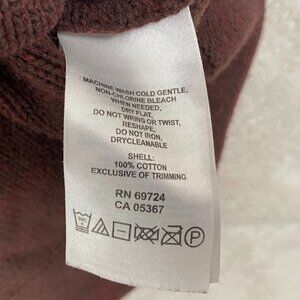 MACHINE WASH COLD GENTLE,
NON-CHLORINE BLEACH
WHEN NEEDED,
DRY FLAT,
DO NOT WRING OR TWIST,
RESHAPE,
DO NOT IRON,
DRYCLEANABLE
SHELL:
100% COTTON
EXCLUSIVE OF TRIMMING
RN 69724
CA 05367
30C P